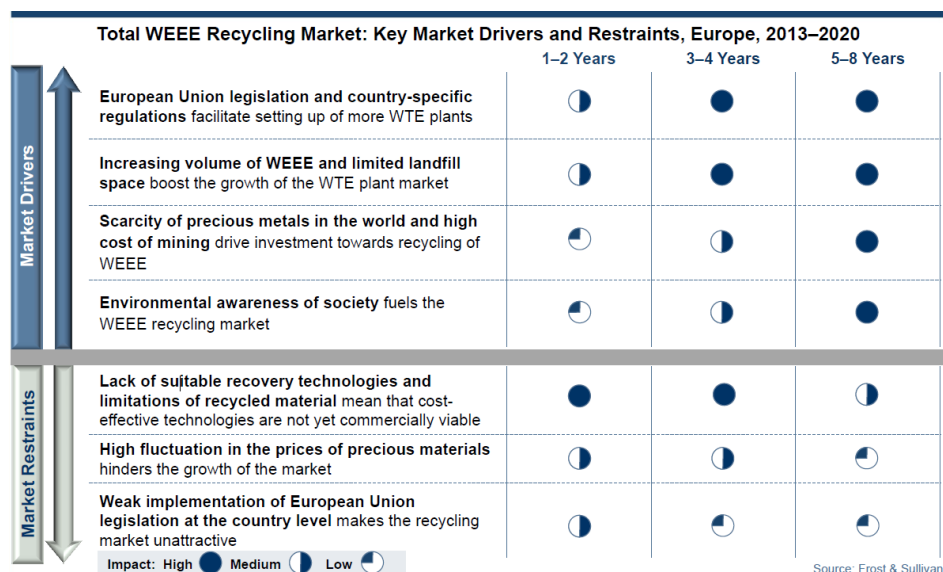 Total WEEE Recycling Market: Key Market Drivers and Restraints, Europe, 2013–2020
1–2 Years 3–4 Years 5–8 Years
Market Drivers
European Union legislation and country-specific
regulations facilitate setting up of more WTE plants
Increasing volume of WEEE and limited landfill
space boost the growth of the WTE plant market
Scarcity of precious metals in the world and high
cost of mining drive investment towards recycling of
WEEE
Environmental awareness of society fuels the
WEEE recycling market
Market Restraints
Lack of suitable recovery technologies and
limitations of recycled material mean that cost-
effective technologies are not yet commercially viable
High fluctuation in the prices of precious materials
hinders the growth of the market
Weak implementation of European Union
legislation at the country level makes the recycling
market unattractive
Impact: High Medium Low
Source: Frost & Sullivan